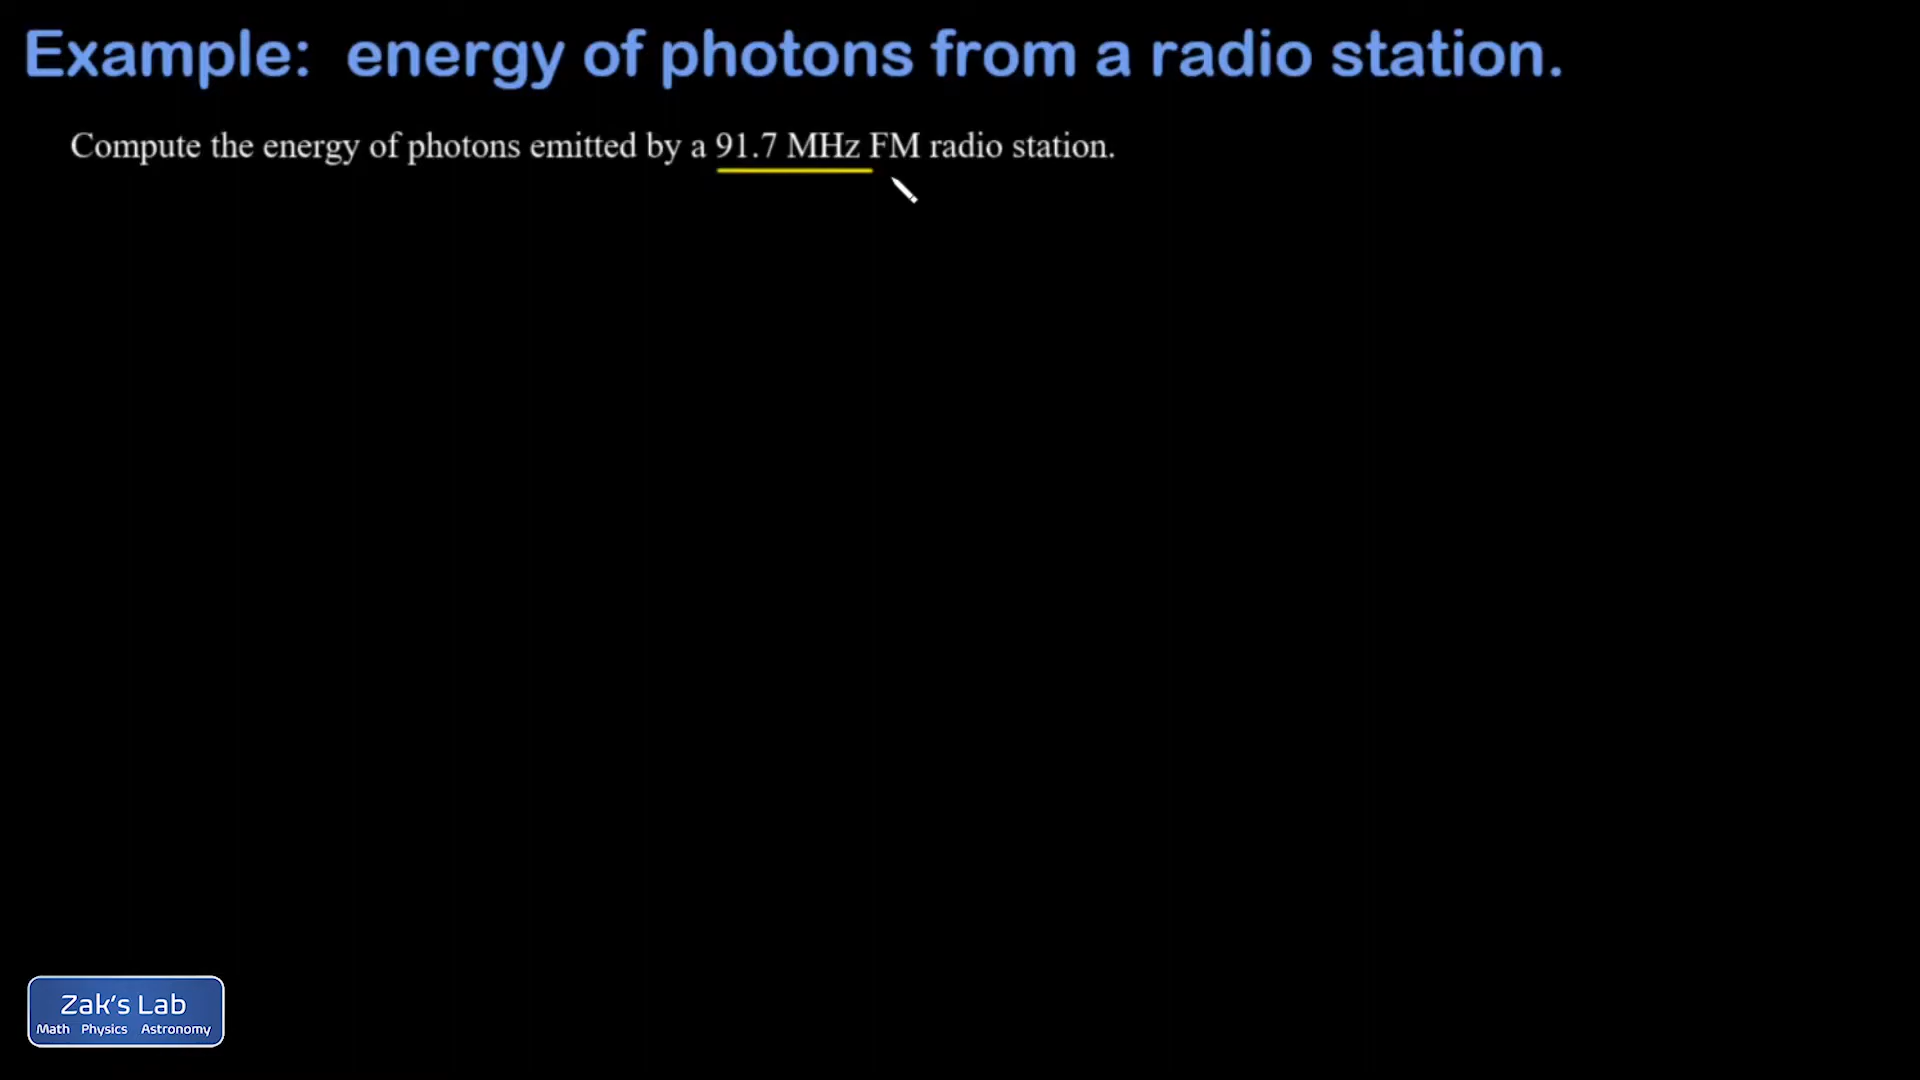 Example: energy of photons from a radio station.
Compute the energy of photons emitted by a 91.7 MHz FM radio station.
Zak's Lab
Math Physics Astronomy